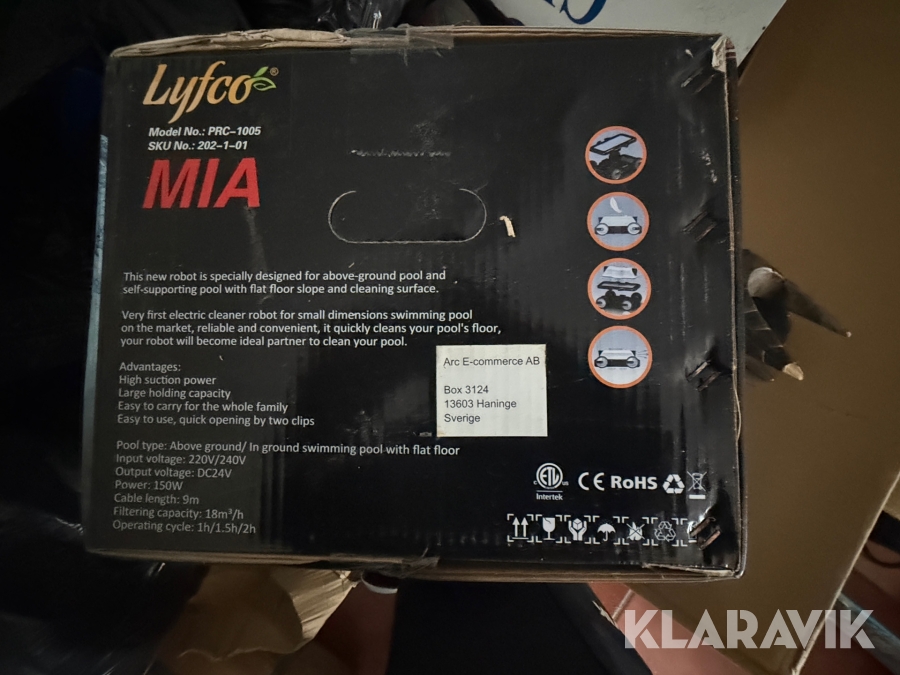 Lyfco®
Model No.: PRC-1005
SKU No.: 202-1-01
MIA
This new robot is specially designed for above-ground pool and
self-supporting pool with flat floor slope and cleaning surface.
Very first electric cleaner robot for small dimensions swimming pool
on the market, reliable and convenient, it quickly cleans your pool's floor,
your robot will become ideal partner to clean your pool.
Advantages:
High suction power
Large holding capacity
Easy to carry for the whole family
Easy to use, quick opening by two clips
Arc E-commerce AB
Box 3124
13603 Haninge
Sverige
Pool type: Above ground/ In ground swimming pool with flat floor
Input voltage: 220V/240V
Output voltage: DC24V
Power: 150W
Cable length: 9m
Filtering capacity: 18m³/h
Operating cycle: 1h/1.5h/2h
ETL
Intertek
CE RoHS
KLARAVIK